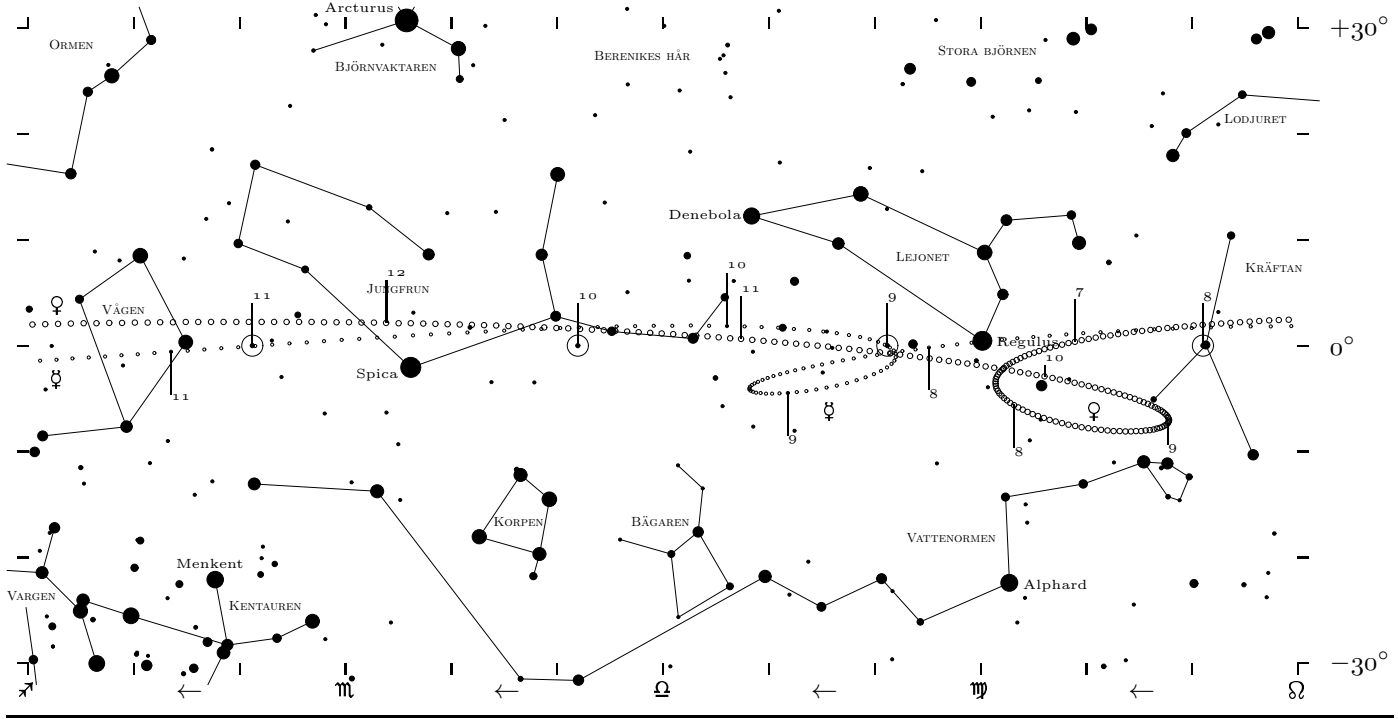 Arcturus
+30°
Ormen
Björnvaktaren
Berenikes hår
Stora björnen
Lodjuret
Denebola
Lejonet
Kräftan
10
12
Jungfrun
♀
Vågen
11
10
11
9
7
8
Regulus
0°
☿
Spica
10
11
8
☿
♀
9
8
9
Korpen
Bägaren
Vattenormen
Menkent
Alphard
Vargen
Kentauren
−30°
♐ ← ♏ ← ♎ ← ♍ ← ♌